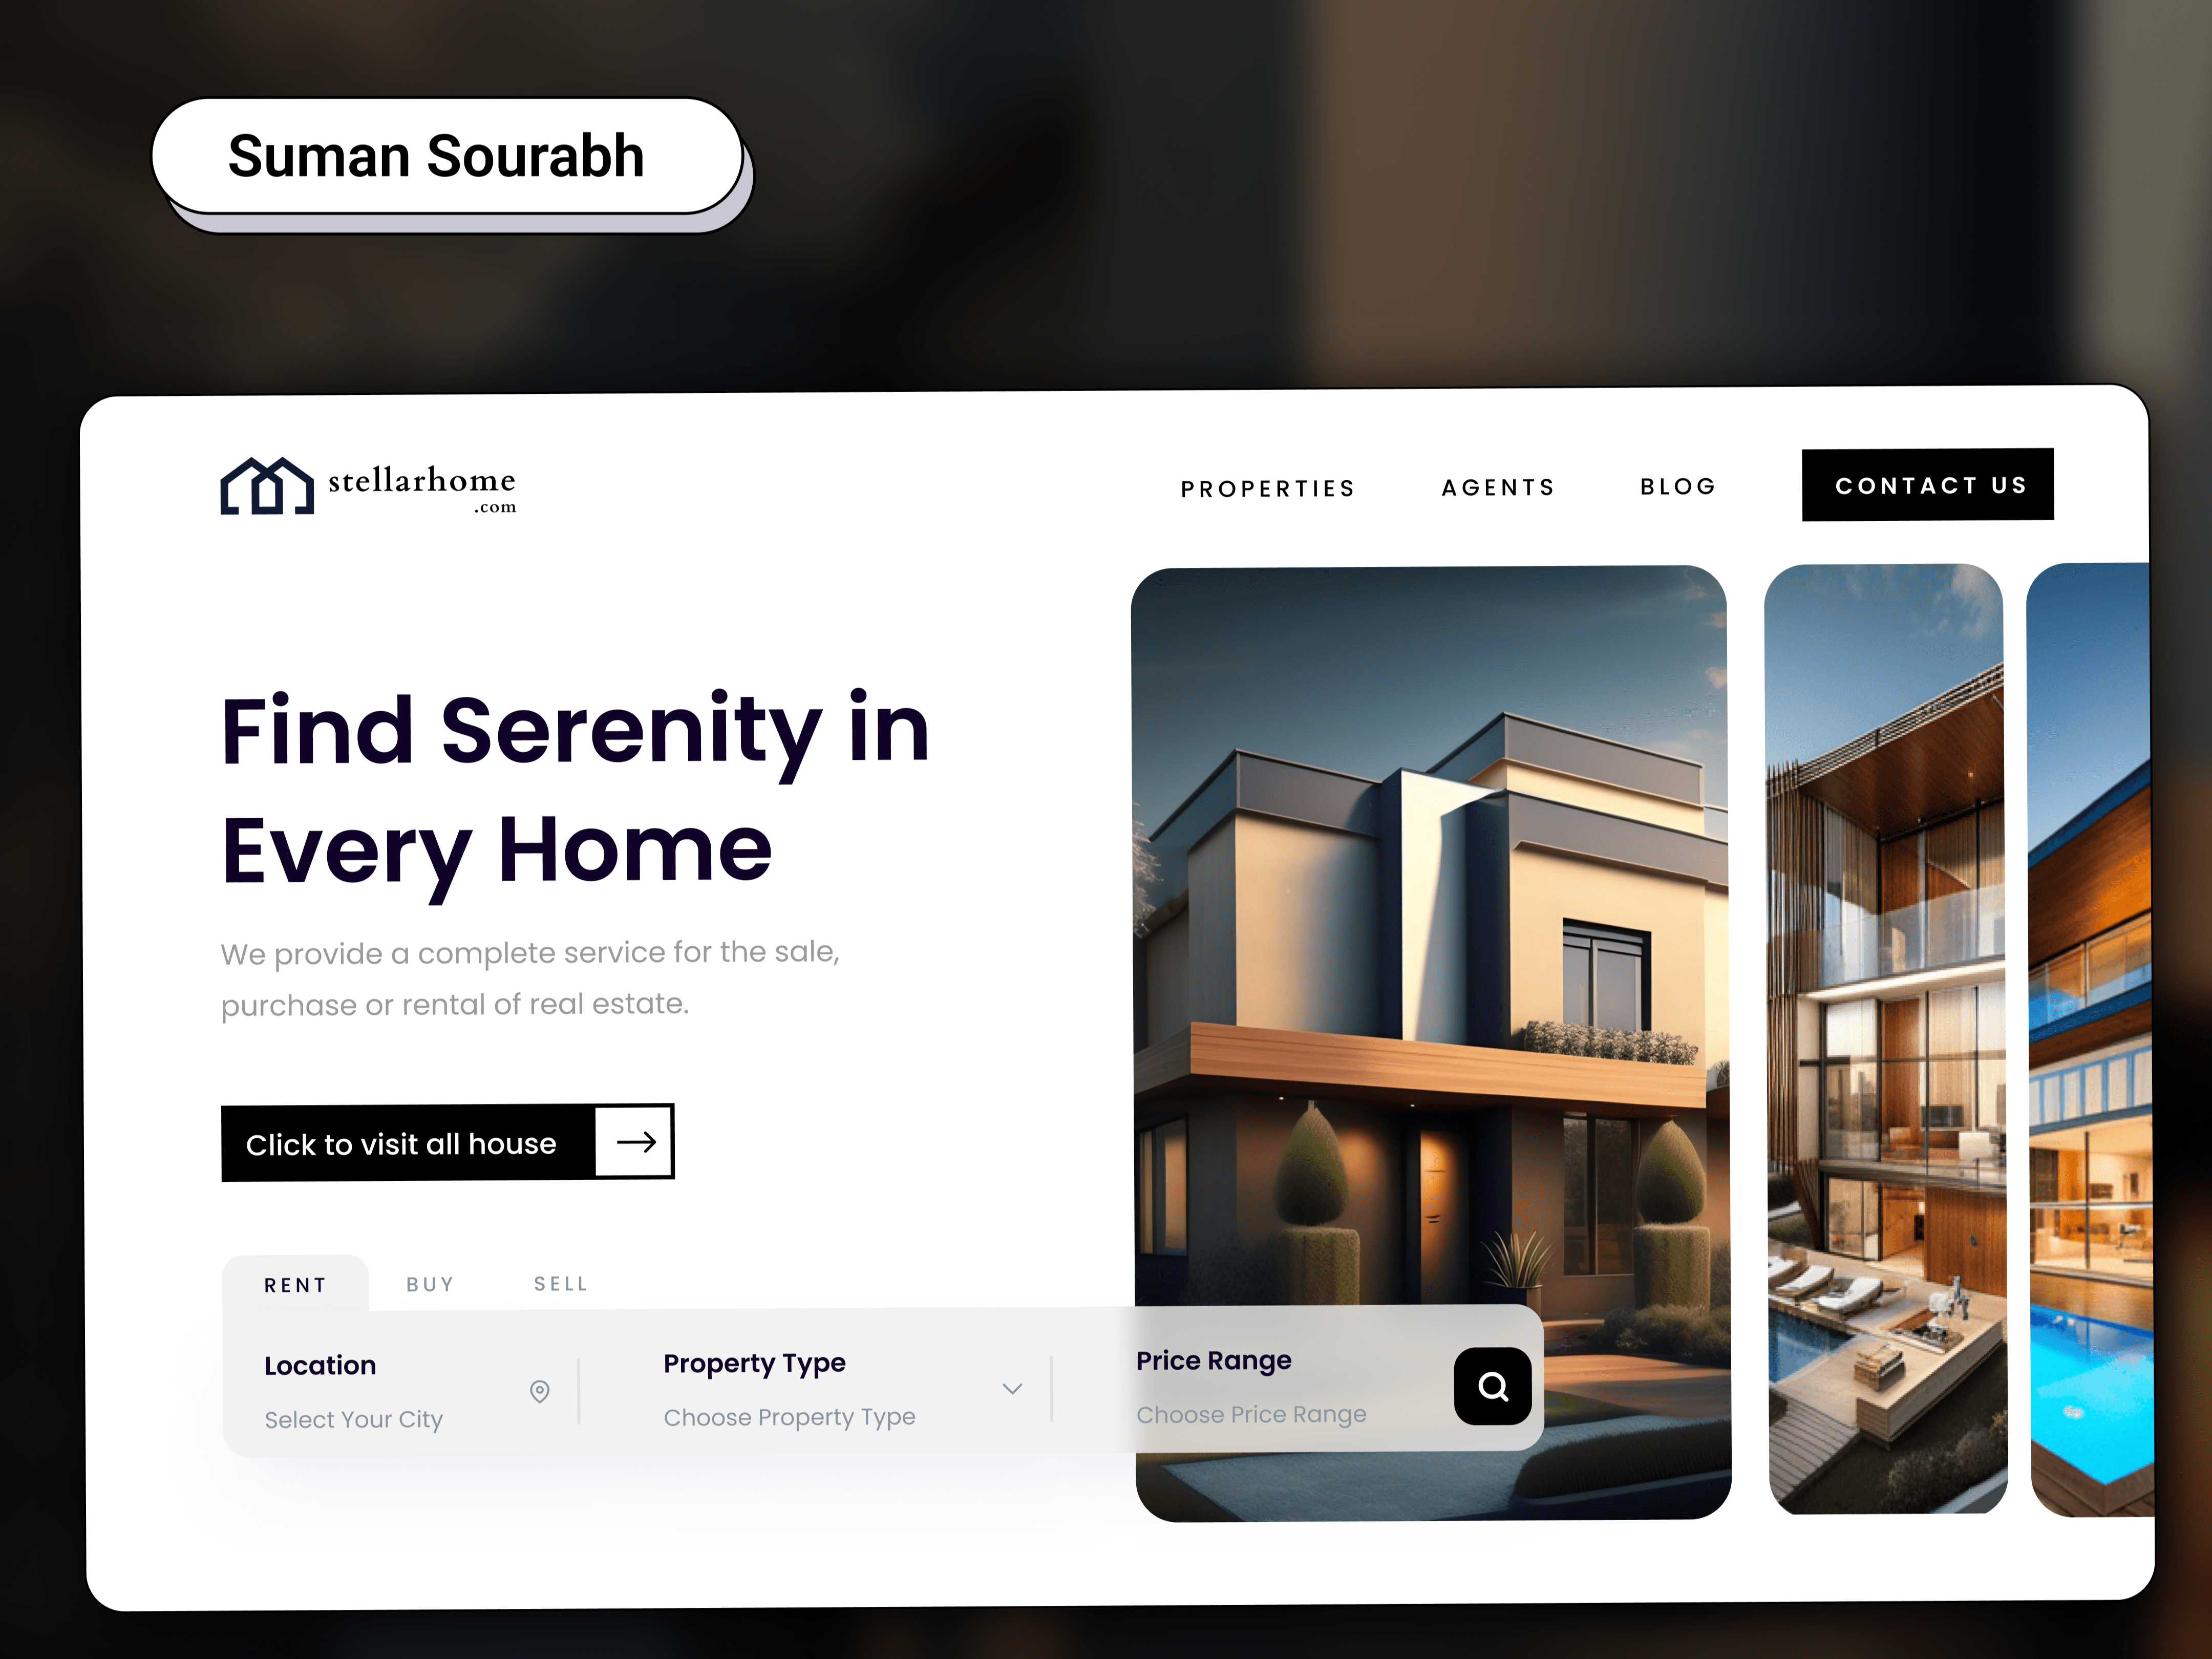 Suman Sourabh
stellarhome
.com
PROPERTIES
AGENTS
BLOG
CONTACT US
Find Serenity in
Every Home
We provide a complete service for the sale,
purchase or rental of real estate.
Click to visit all house
RENT
BUY
SELL
Location
Select Your City
Property Type
Choose Property Type
Price Range
Choose Price Range